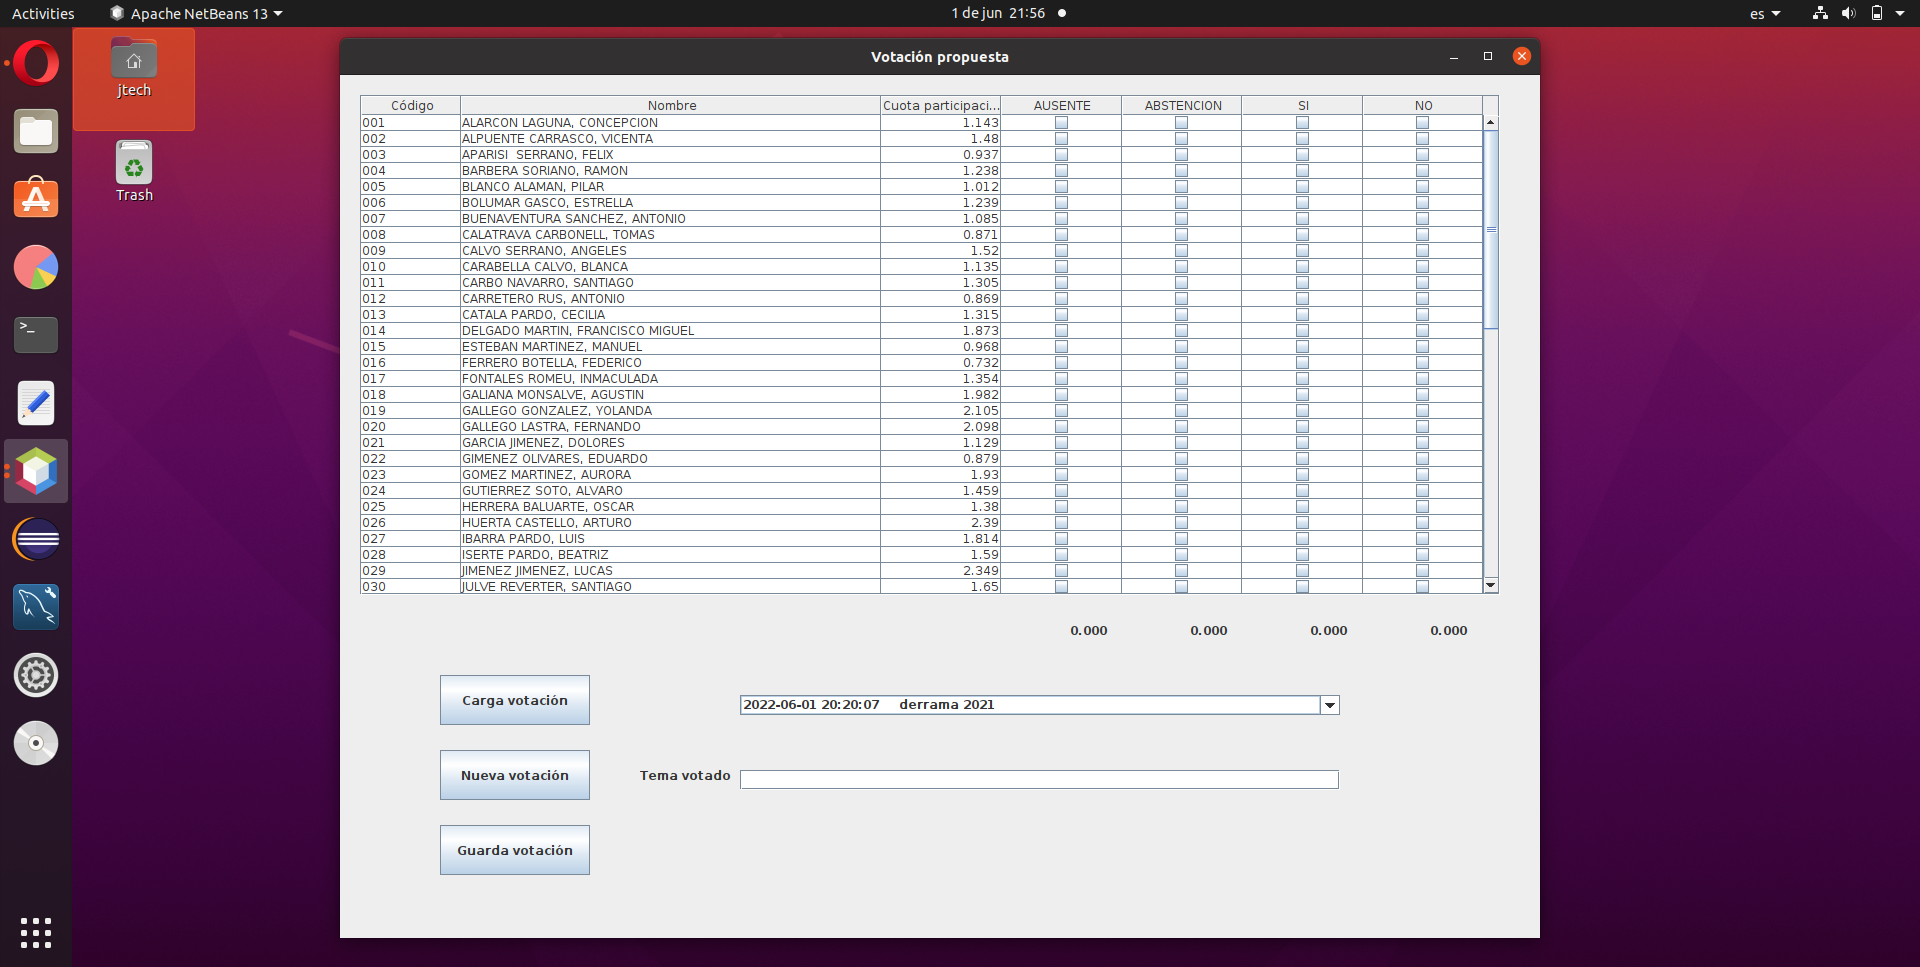 Activities Apache NetBeans 13 1 de jun 21:56 es
jtech
Trash
>_
Votación propuesta
Código Nombre Cuota participaci... AUSENTE ABSTENCION SI NO
001 ALARCON LAGUNA, CONCEPCION 1.143
002 ALPUENTE CARRASCO, VICENTA 1.48
003 APARISI  SERRANO, FELIX 0.937
004 BARBERA SORIANO, RAMON 1.238
005 BLANCO ALAMAN, PILAR 1.012
006 BOLUMAR GASCO, ESTRELLA 1.239
007 BUENAVENTURA SANCHEZ, ANTONIO 1.085
008 CALATRAVA CARBONELL, TOMAS 0.871
009 CALVO SERRANO, ANGELES 1.52
010 CARABELLA CALVO, BLANCA 1.135
011 CARBO NAVARRO, SANTIAGO 1.305
012 CARRETERO RUS, ANTONIO 0.869
013 CATALA PARDO, CECILIA 1.315
014 DELGADO MARTIN, FRANCISCO MIGUEL 1.873
015 ESTEBAN MARTINEZ, MANUEL 0.968
016 FERRERO BOTELLA, FEDERICO 0.732
017 FONTALES ROMEU, INMACULADA 1.354
018 GALIANA MONSALVE, AGUSTIN 1.982
019 GALLEGO GONZALEZ, YOLANDA 2.105
020 GALLEGO LASTRA, FERNANDO 2.098
021 GARCIA JIMENEZ, DOLORES 1.129
022 GIMENEZ OLIVARES, EDUARDO 0.879
023 GOMEZ MARTINEZ, AURORA 1.93
024 GUTIERREZ SOTO, ALVARO 1.459
025 HERRERA BALUARTE, OSCAR 1.38
026 HUERTA CASTELLO, ARTURO 2.39
027 IBARRA PARDO, LUIS 1.814
028 ISERTE PARDO, BEATRIZ 1.59
029 JIMENEZ JIMENEZ, LUCAS 2.349
030 JULVE REVERTER, SANTIAGO 1.65
0.000 0.000 0.000 0.000
Carga votación 2022-06-01 20:20:07 derrama 2021
Nueva votación Tema votado
Guarda votación